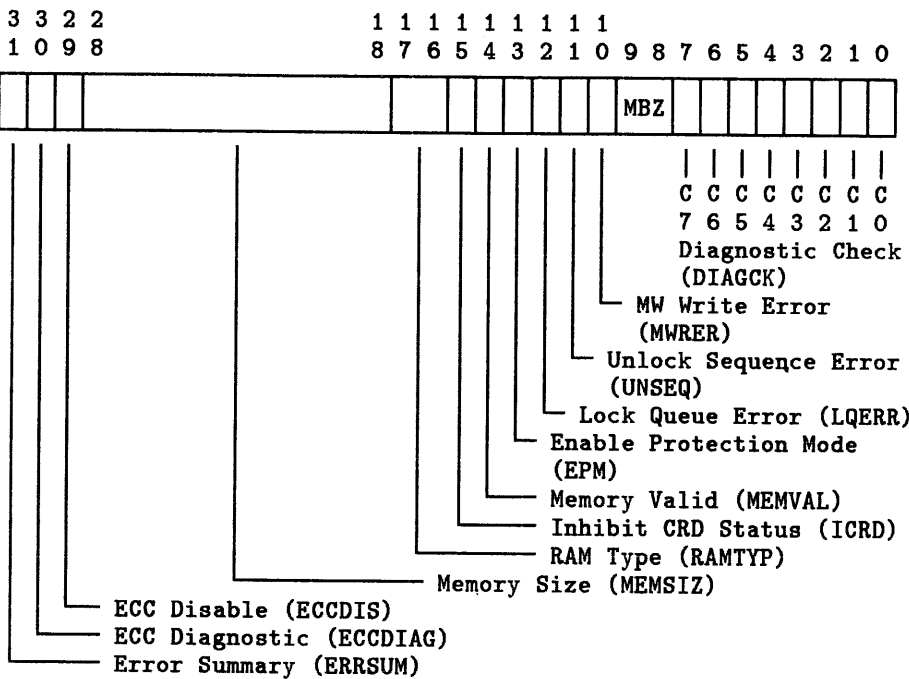 3 3 2 2 1 1 1 1 1 1 1 1 1
1 0 9 8 8 7 6 5 4 3 2 1 0 9 8 7 6 5 4 3 2 1 0
MBZ
C C C C C C C C
7 6 5 4 3 2 1 0
Diagnostic Check
(DIAGCK)
MW Write Error
(MWRER)
Unlock Sequence Error
(UNSEQ)
Lock Queue Error (LQERR)
Enable Protection Mode
(EPM)
Memory Valid (MEMVAL)
Inhibit CRD Status (ICRD)
RAM Type (RAMTYP)
Memory Size (MEMSIZ)
ECC Disable (ECCDIS)
ECC Diagnostic (ECCDIAG)
Error Summary (ERRSUM)